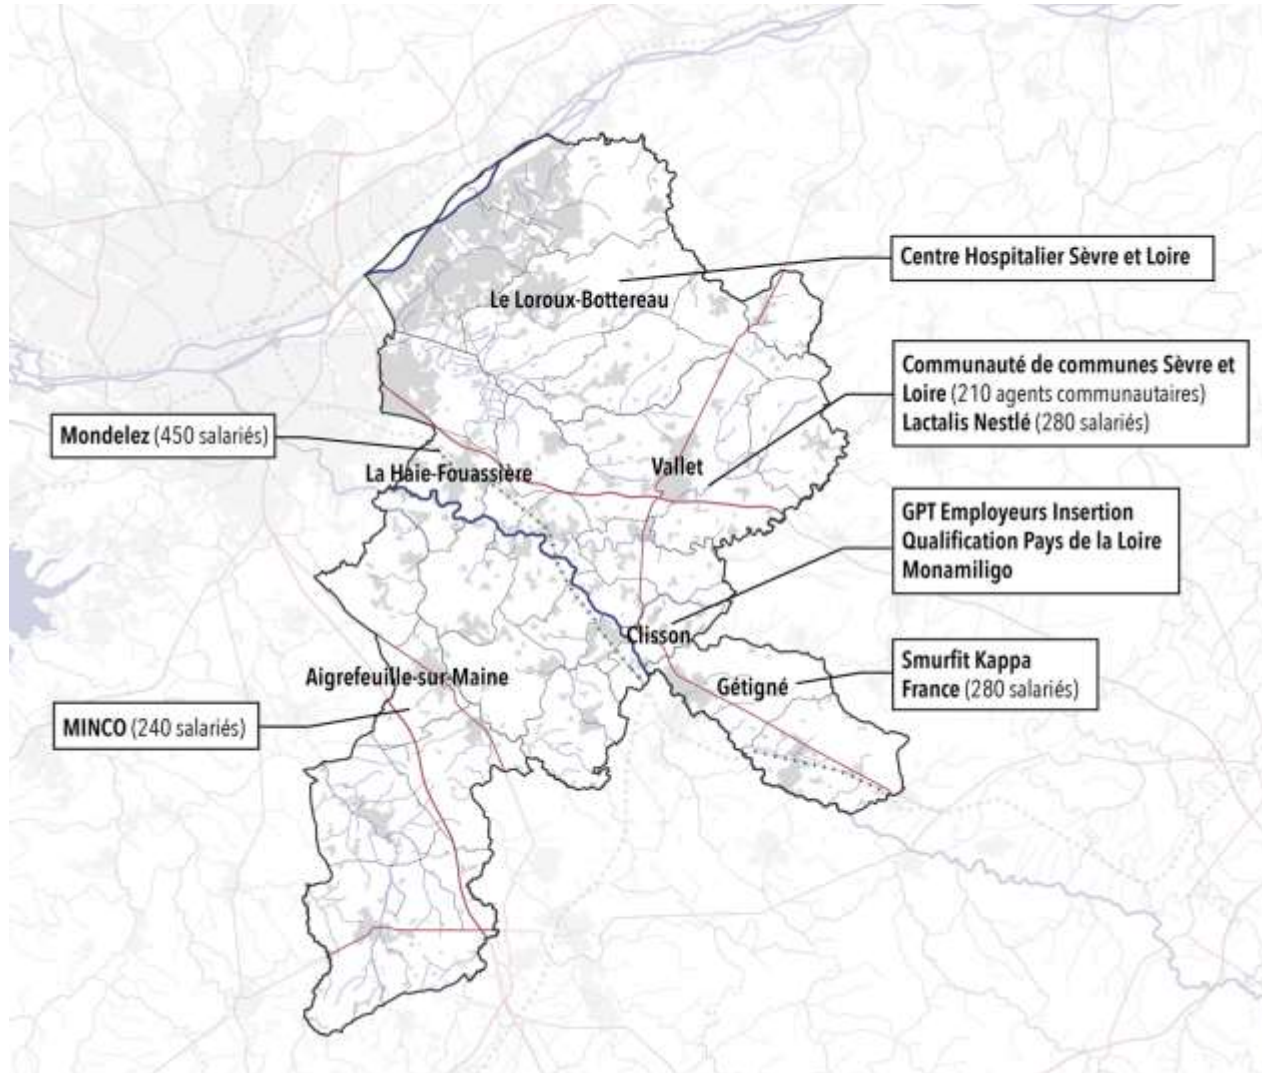 Centre Hospitalier Sèvre et Loire
Le Loroux-Bottereau
Communauté de communes Sèvre et
Loire (210 agents communautaires)
Lactalis Nestlé (280 salariés)
Mondelez (450 salariés)
La Haie-Fouassière
Vallet
GPT Employeurs Insertion
Qualification Pays de la Loire
Monamiligo
Clisson
Smurfit Kappa
France (280 salariés)
Aigrefeuille-sur-Maine
Gétigné
MINCO (240 salariés)